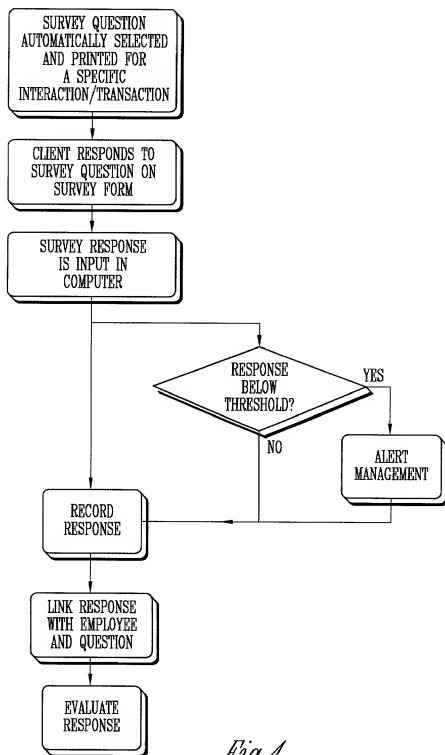 SURVEY QUESTION
AUTOMATICALLY SELECTED
AND PRINTED FOR
A SPECIFIC
INTERACTION/TRANSACTION
CLIENT RESPONDS TO
SURVEY QUESTION ON
SURVEY FORM
SURVEY RESPONSE
IS INPUT IN
COMPUTER
RESPONSE
BELOW
THRESHOLD?
YES
NO
ALERT
MANAGEMENT
RECORD
RESPONSE
LINK RESPONSE
WITH EMPLOYEE
AND QUESTION
EVALUATE
RESPONSE
Fig. 1